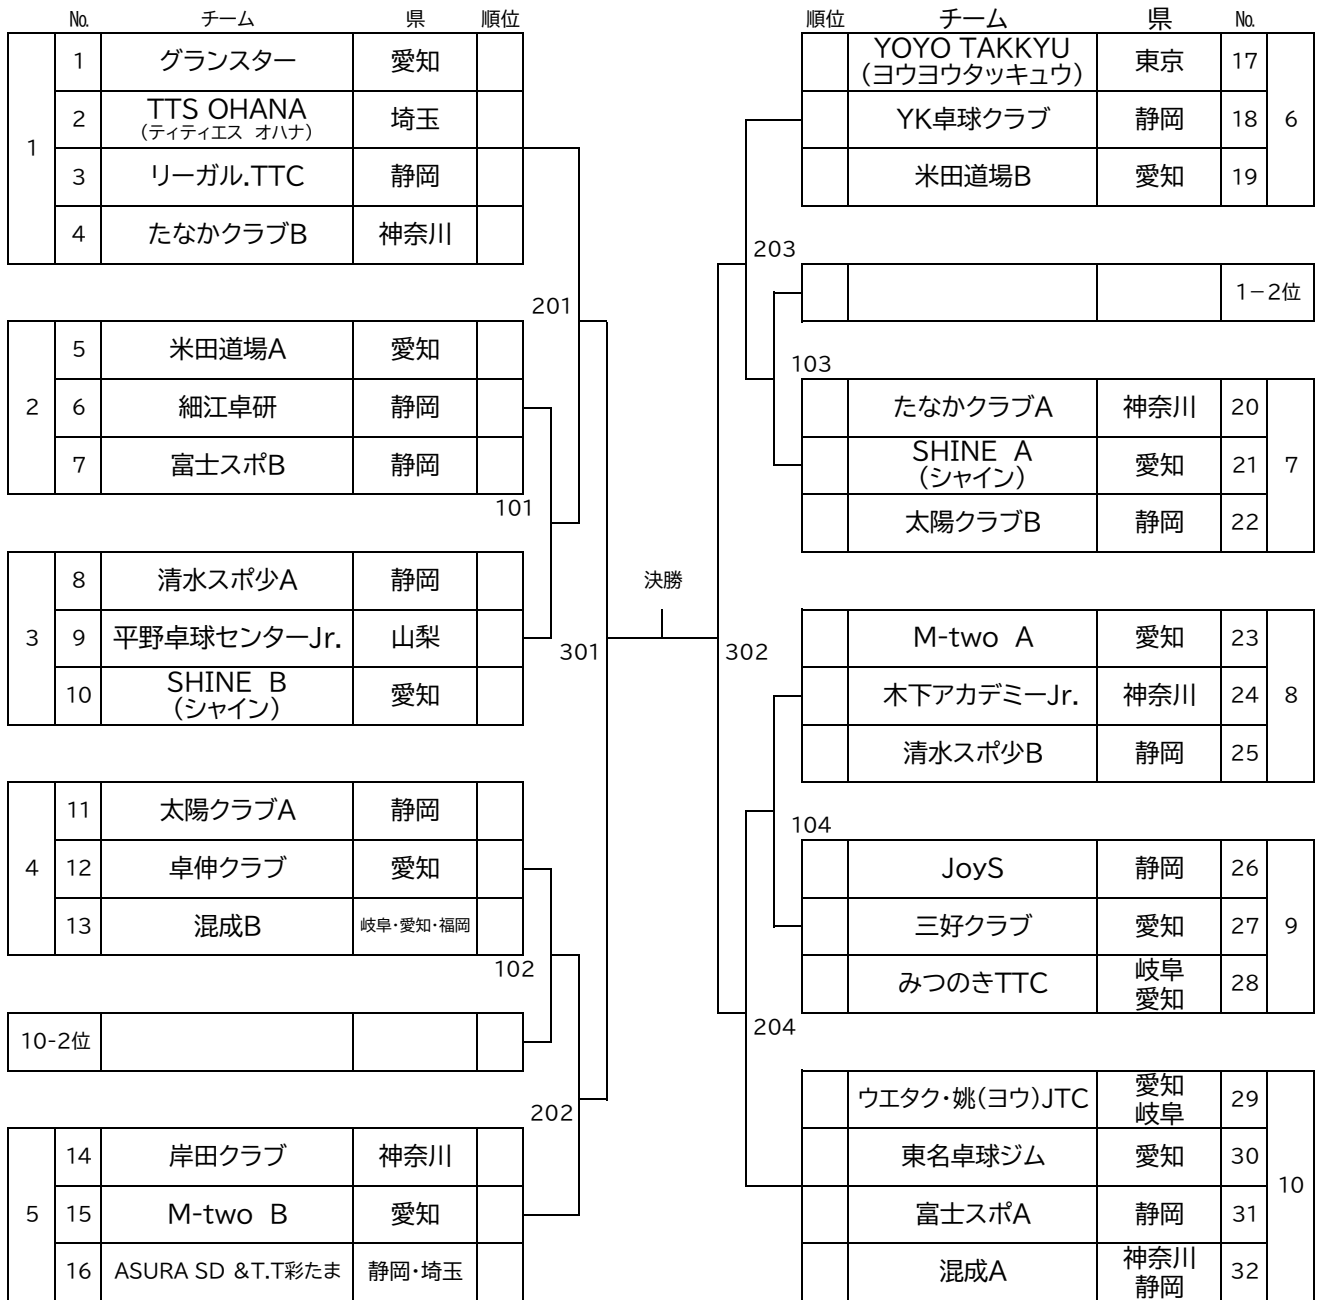 № チーム 県 順位
1
1 グランスター 愛知
2 TTS OHANA 埼玉
（ティティエス オハナ）
3 リーガル.TTC 静岡
4 たなかクラブB 神奈川
201
2
5 米田道場A 愛知
6 細江卓研 静岡
7 富士スポB 静岡
101
3
8 清水スポ少A 静岡
9 平野卓球センターJr. 山梨
10 SHINE B 愛知
（シャイン）
301
4
11 太陽クラブA 静岡
12 卓伸クラブ 愛知
13 混成B 岐阜・愛知・福岡
102
10-2位
202
5
14 岸田クラブ 神奈川
15 M-two B 愛知
16 ASURA SD &T.T彩たま 静岡・埼玉
決勝
順位 チーム 県 №
YOYO TAKKYU 東京 17
（ヨウヨウタッキュウ）
YK卓球クラブ 静岡 18
6
米田道場B 愛知 19
203
1－2位
103
たなかクラブA 神奈川 20
SHINE A 愛知 21
（シャイン）
7
太陽クラブB 静岡 22
302
M-two A 愛知 23
木下アカデミーJr. 神奈川 24
8
清水スポ少B 静岡 25
104
JoyS 静岡 26
三好クラブ 愛知 27
9
みつのきTTC 岐阜
愛知 28
204
ウエタク・姚（ヨウ）JTC 愛知
岐阜 29
東名卓球ジム 愛知 30
10
富士スポA 静岡 31
混成A 神奈川
静岡 32